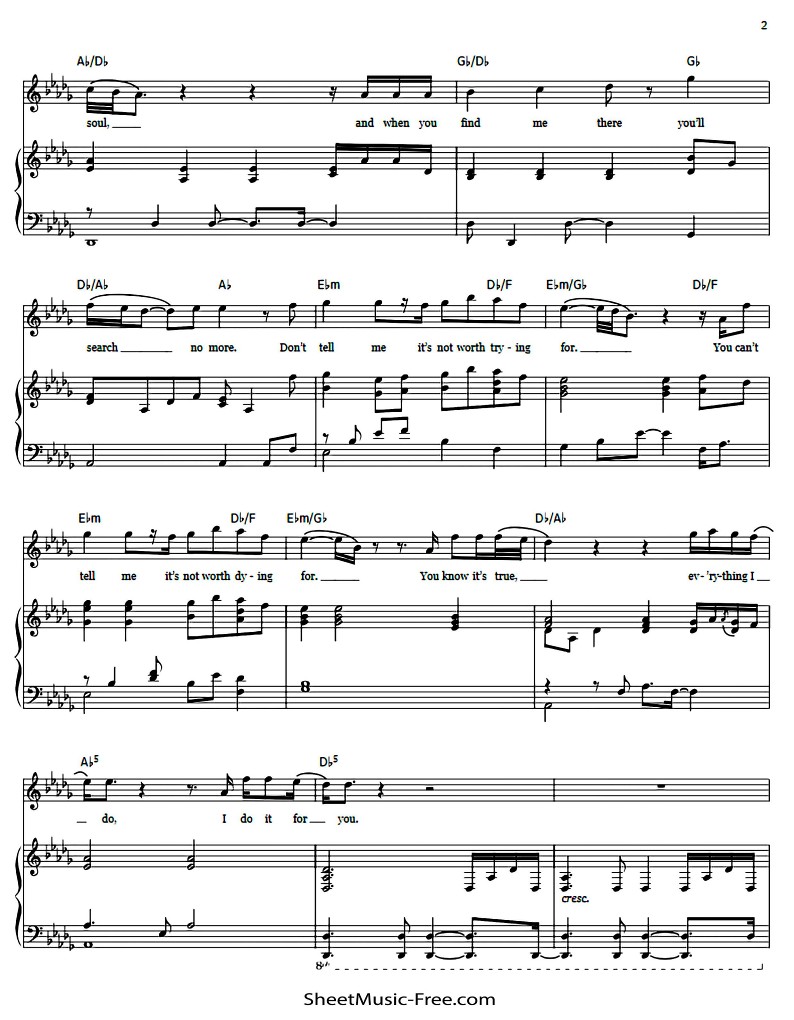 2
A♭/D♭ G♭/D♭ G♭
soul, and when you find me there you'll
D♭/A♭ A♭ E♭m D♭/F E♭m/G♭ D♭/F
search no more. Don't tell me it's not worth try - ing for. You can't
E♭m D♭/F E♭m/G♭ D♭/A♭
tell me it's not worth dy - ing for. You know it's true, ev - 'ry - thing I
A♭5 D♭5
do, I do it for you.
cresc.
8va
SheetMusic-Free.com